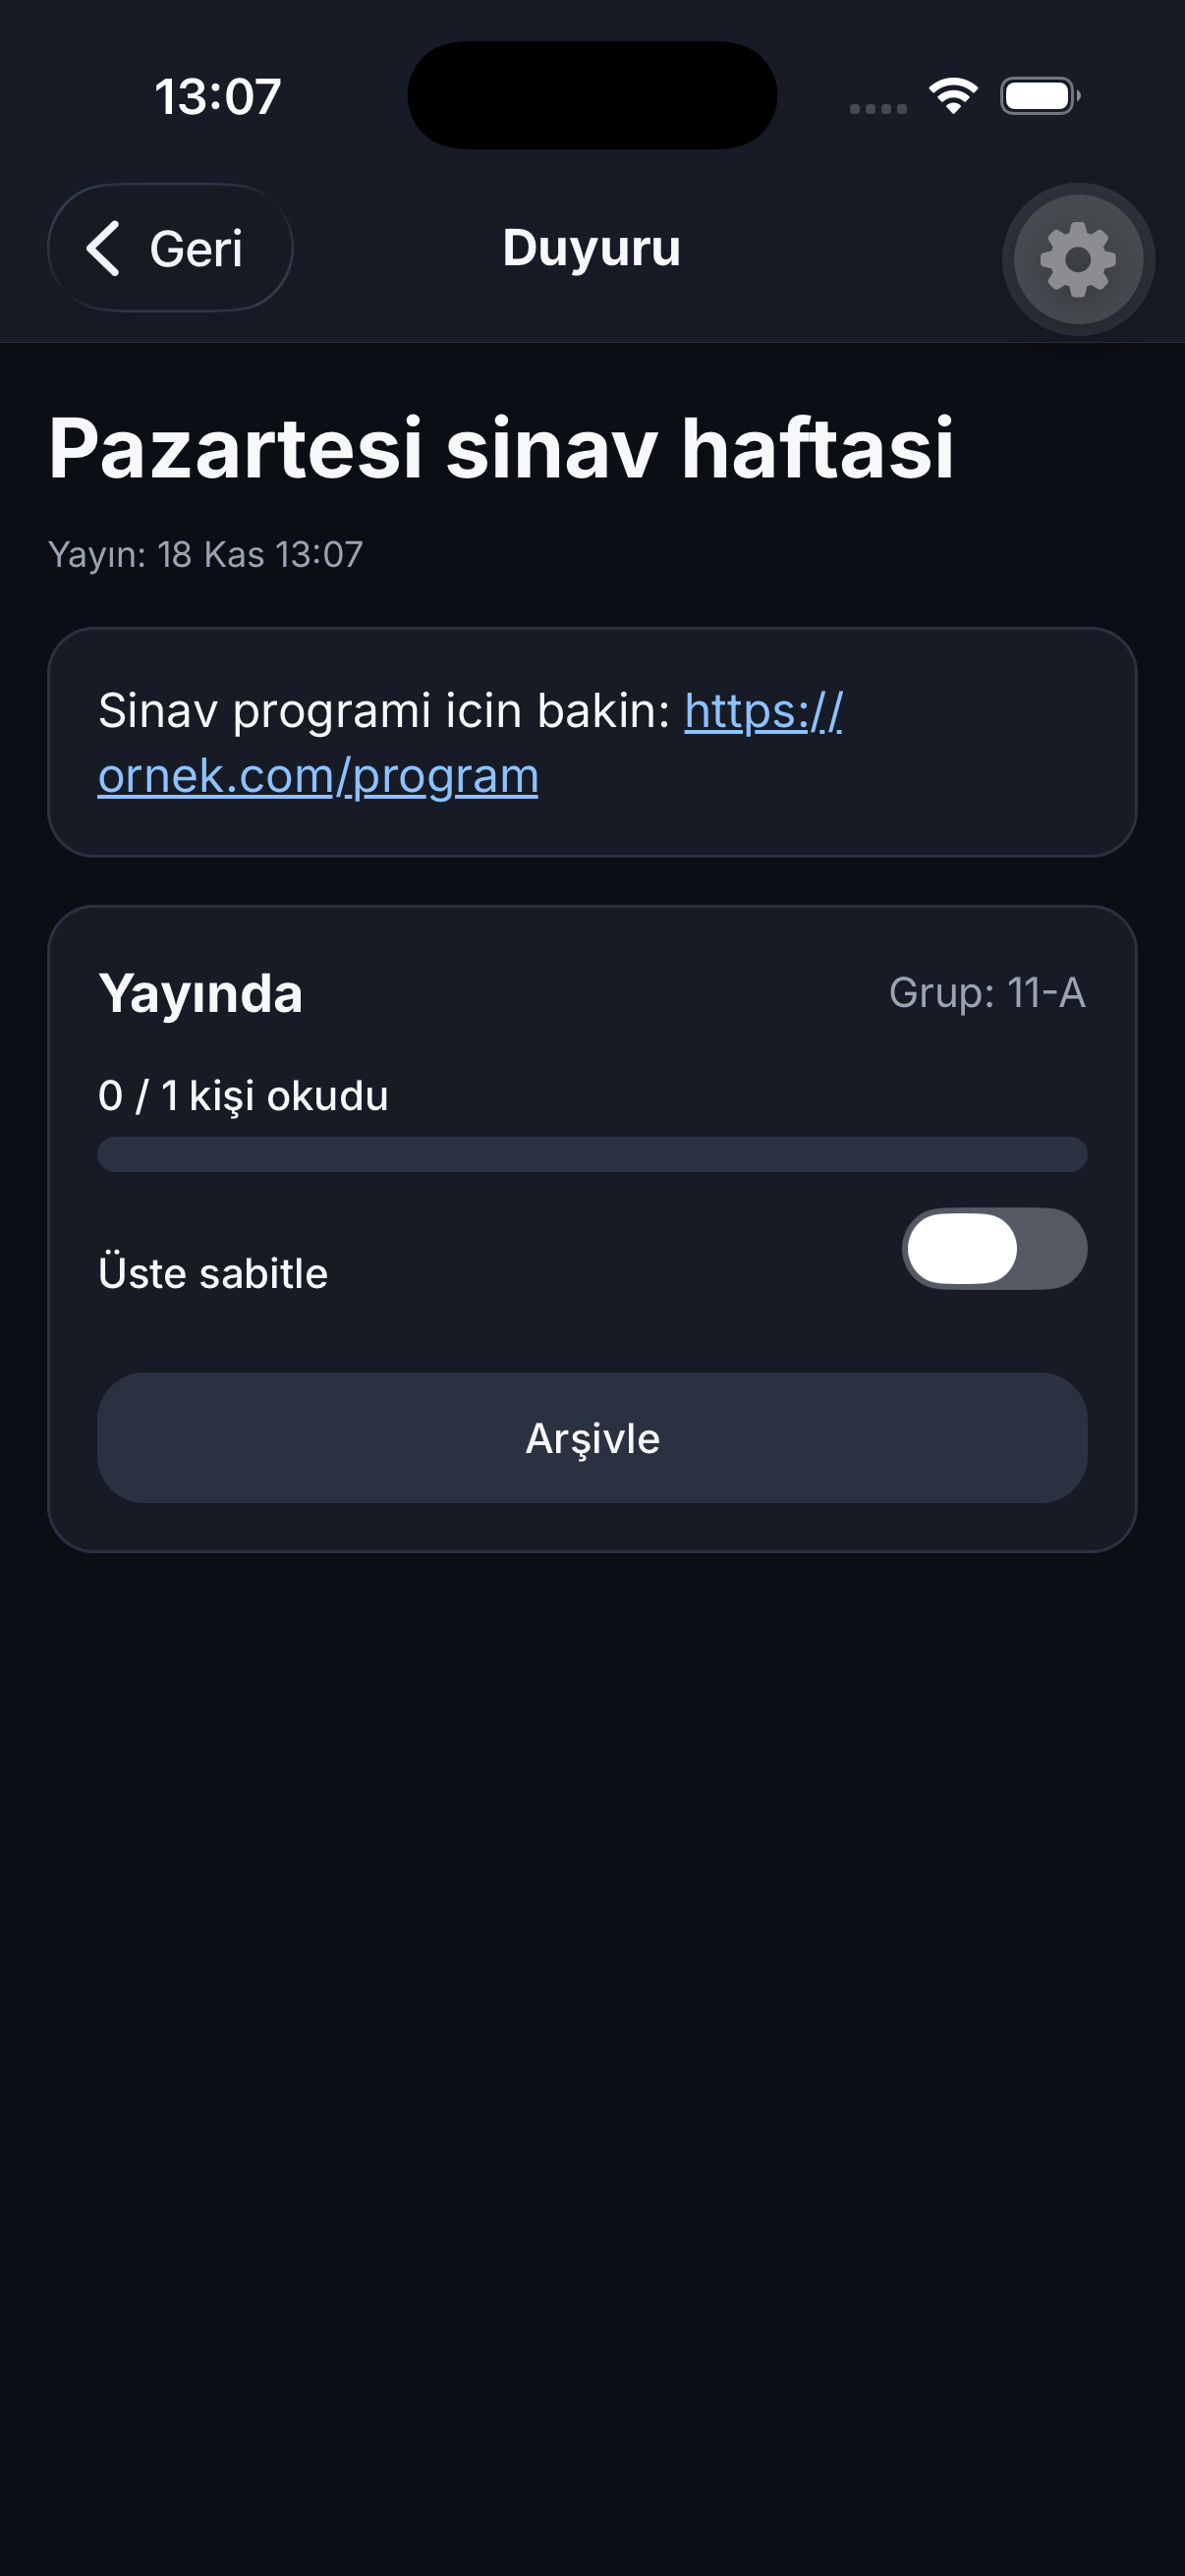 13:07
Geri
Duyuru
Pazartesi sinav haftasi
Yayın: 18 Kas 13:07
Sinav programi icin bakin: https://
ornek.com/program
Yayında
Grup: 11-A
0 / 1 kişi okudu
Üste sabitle
Arşivle